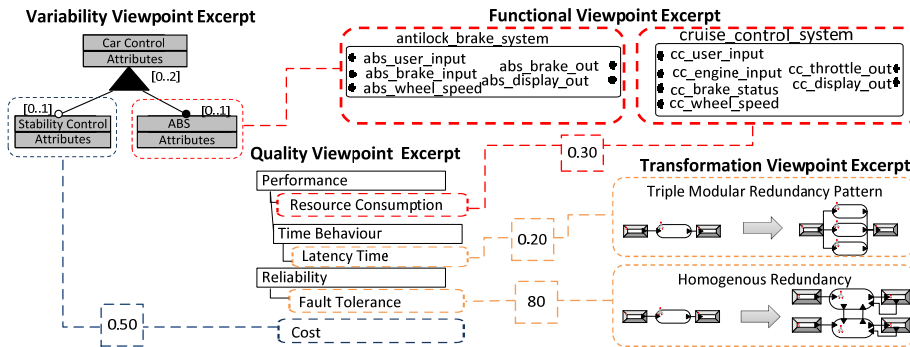 Variability Viewpoint Excerpt
Car Control
Attributes
[0..2]
[0..1]
Stability Control
Attributes
[0..1]
ABS
Attributes
Functional Viewpoint Excerpt
antilock_brake_system
abs_user_input
abs_brake_input
abs_wheel_speed
abs_brake_out
abs_display_out
cruise_control_system
cc_user_input
cc_engine_input
cc_brake_status
cc_wheel_speed
cc_throttle_out
cc_display_out
Quality Viewpoint Excerpt
Performance
Resource Consumption
Time Behaviour
Latency Time
Reliability
Fault Tolerance
Cost
0.30
0.20
80
0.50
Transformation Viewpoint Excerpt
Triple Modular Redundancy Pattern
Homogenous Redundancy